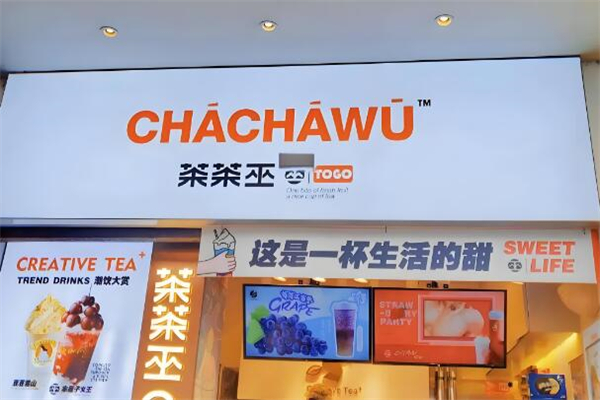 CHÁCHÁWŪ™
茶茶巫 TOGO
这是一杯生活的甜
SWEET
LIFE
CREATIVE TEA+
TREND DRINKS 潮饮大赏
茶茶巫
GRAPE
STRAW
PARTY